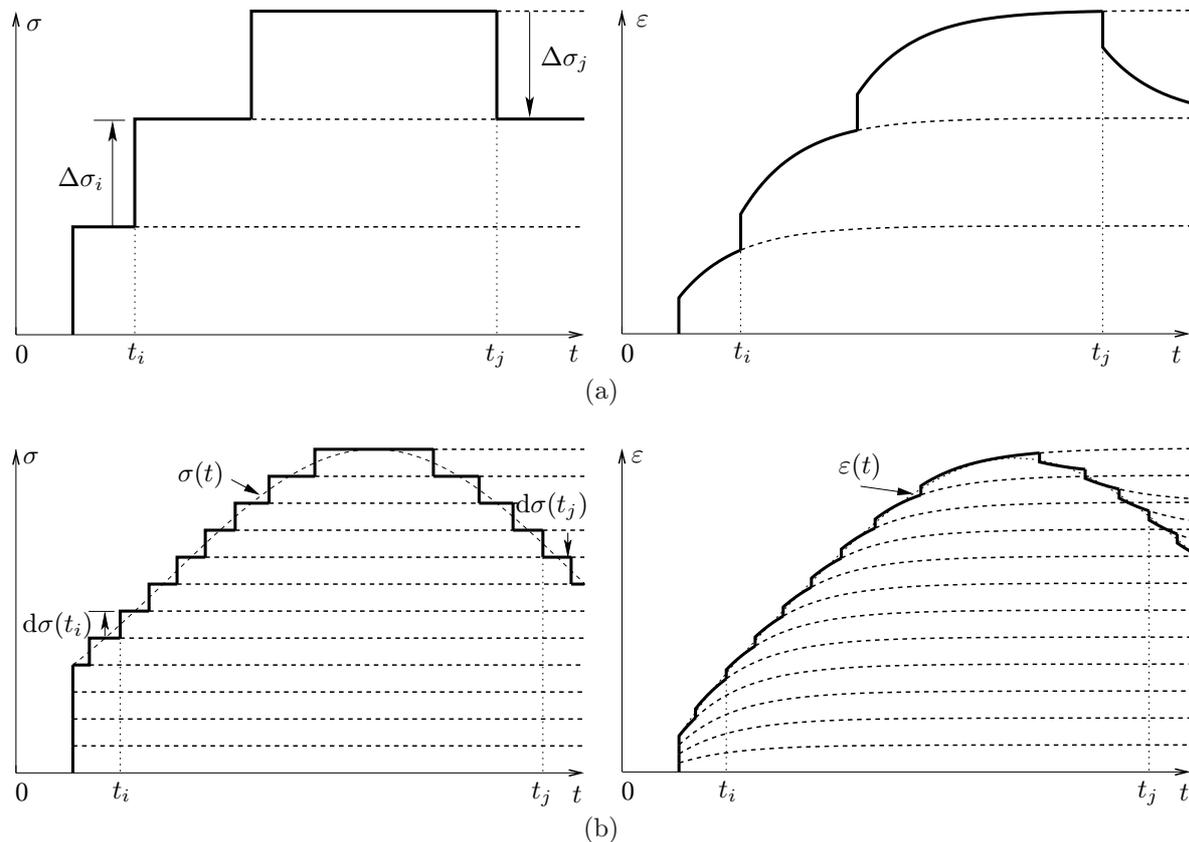 σ ε
Δσ_j
Δσ_i
0 t_i t_j t 0 t_i t_j t
(a)
σ ε
σ(t) ε(t)
dσ(t_j)
dσ(t_i)
0 t_i t_j t 0 t_i t_j t
(b)